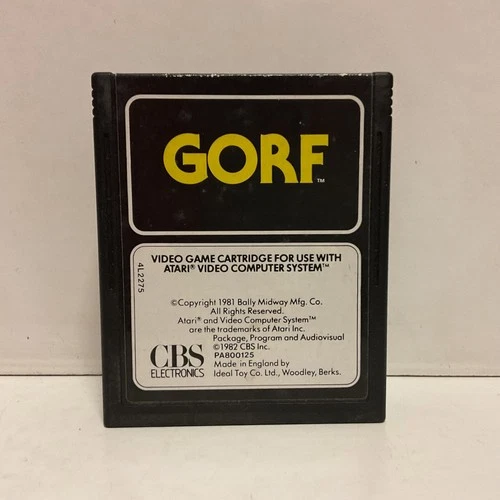 GORF™
VIDEO GAME CARTRIDGE FOR USE WITH
ATARI® VIDEO COMPUTER SYSTEM™
4L2275
©Copyright 1981 Bally Midway Mfg. Co.
All Rights Reserved.
Atari® and Video Computer System™
are the trademarks of Atari Inc.
Package, Program and Audiovisual
©1982 CBS Inc.
PA800125
Made in England by
Ideal Toy Co. Ltd., Woodley, Berks.
CBS
ELECTRONICS